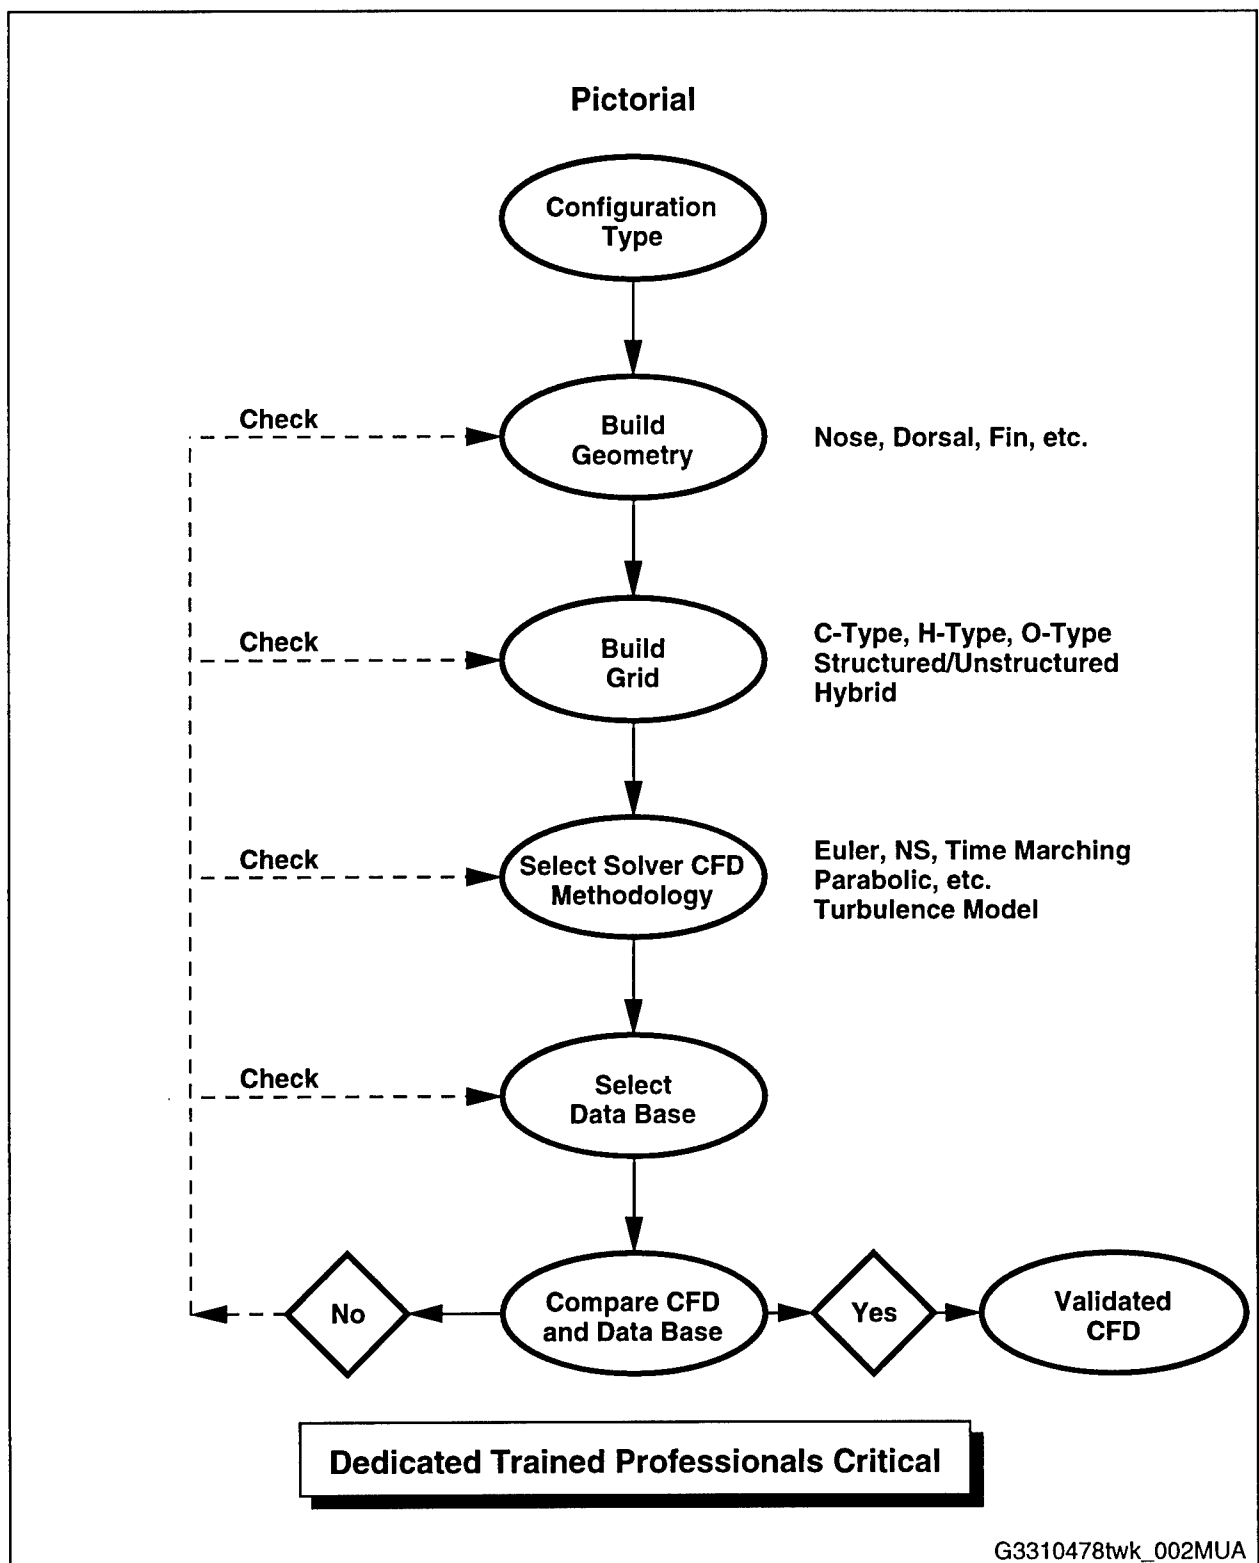 Pictorial
Configuration
Type
Check
Build
Geometry
Nose, Dorsal, Fin, etc.
Check
Build
Grid
C-Type, H-Type, O-Type
Structured/Unstructured
Hybrid
Check
Select Solver CFD
Methodology
Euler, NS, Time Marching
Parabolic, etc.
Turbulence Model
Check
Select
Data Base
No
Compare CFD
and Data Base
Yes
Validated
CFD
Dedicated Trained Professionals Critical
G3310478twk_002MUA